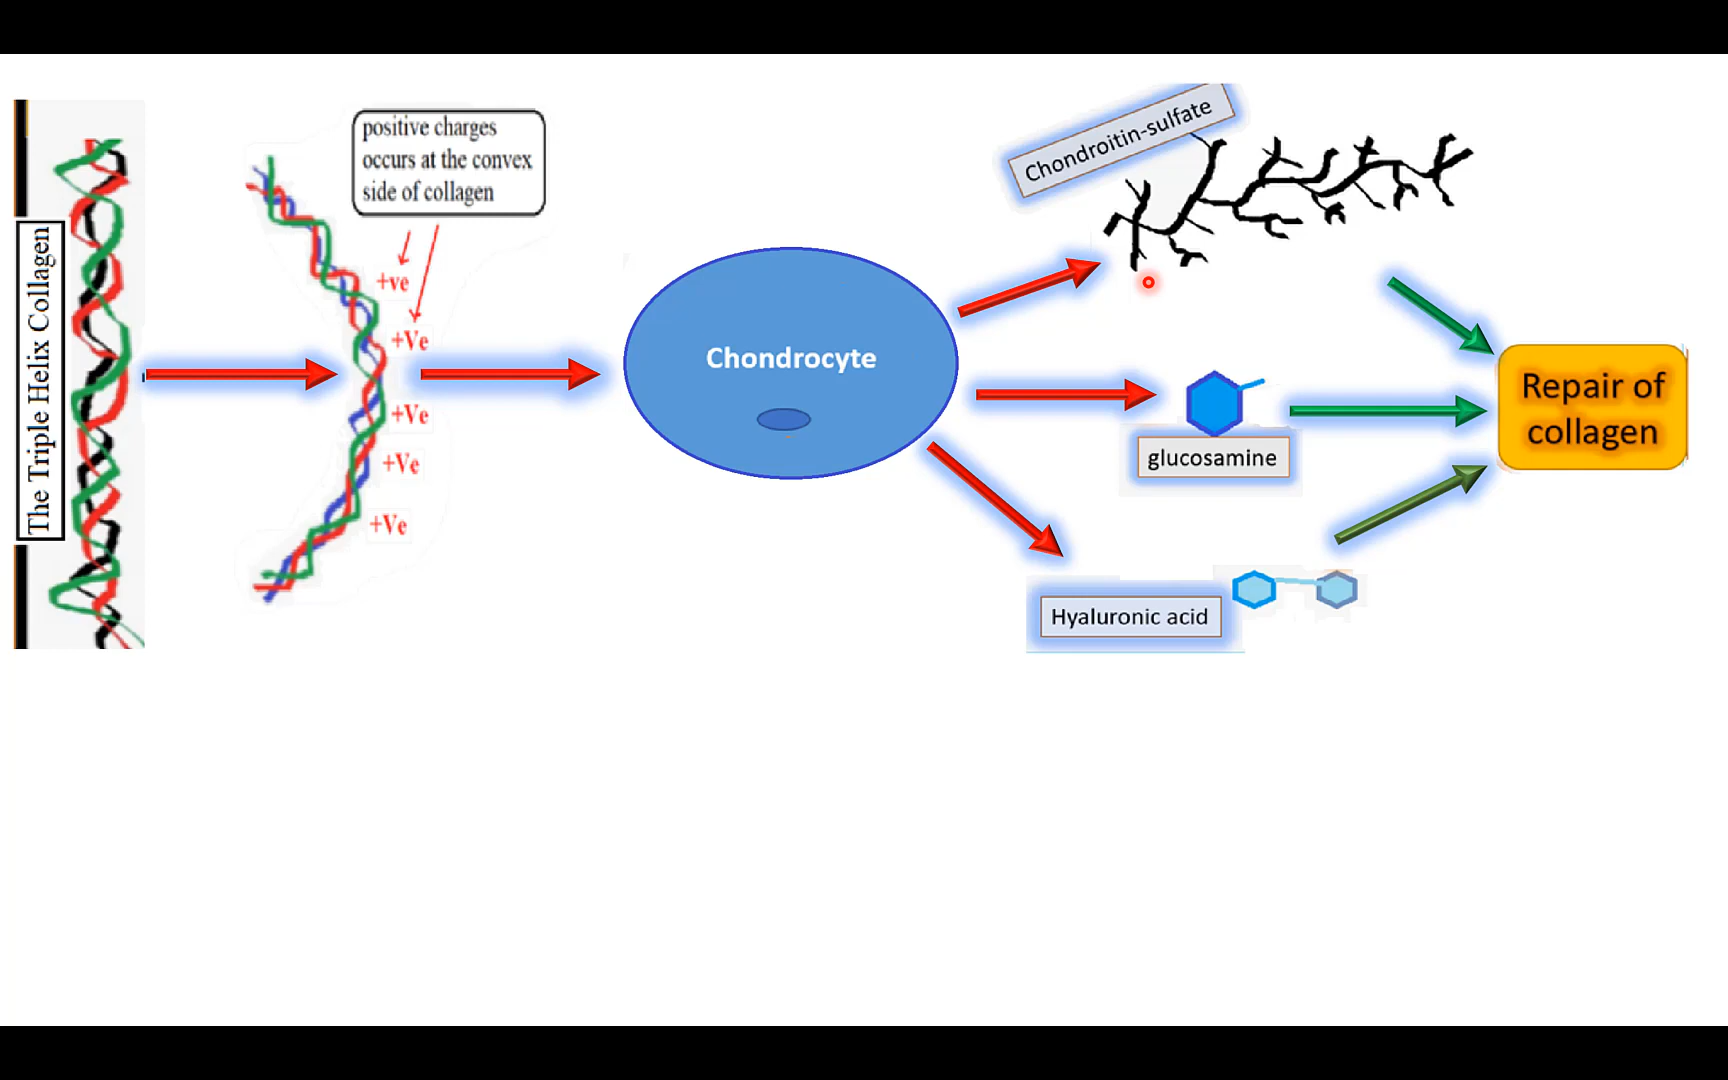 The Triple Helix Collagen
positive charges
occurs at the convex
side of collagen
+ve
+Ve
+Ve
+Ve
+Ve
Chondrocyte
Chondroitin-sulfate
glucosamine
Hyaluronic acid
Repair of
collagen